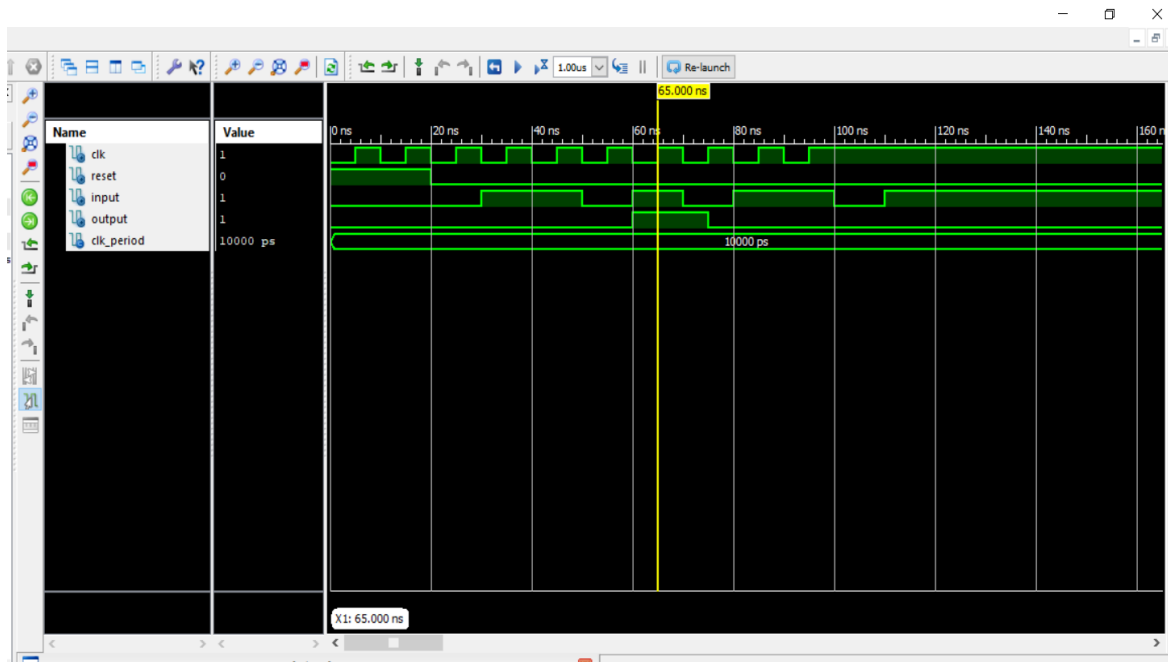 1.00us Re-launch
65.000 ns
Name Value 0 ns 20 ns 40 ns 60 ns 80 ns 100 ns 120 ns 140 ns 160 n
clk 1
reset 0
input 1
output 1
clk_period 10000 ps 10000 ps
X1: 65.000 ns